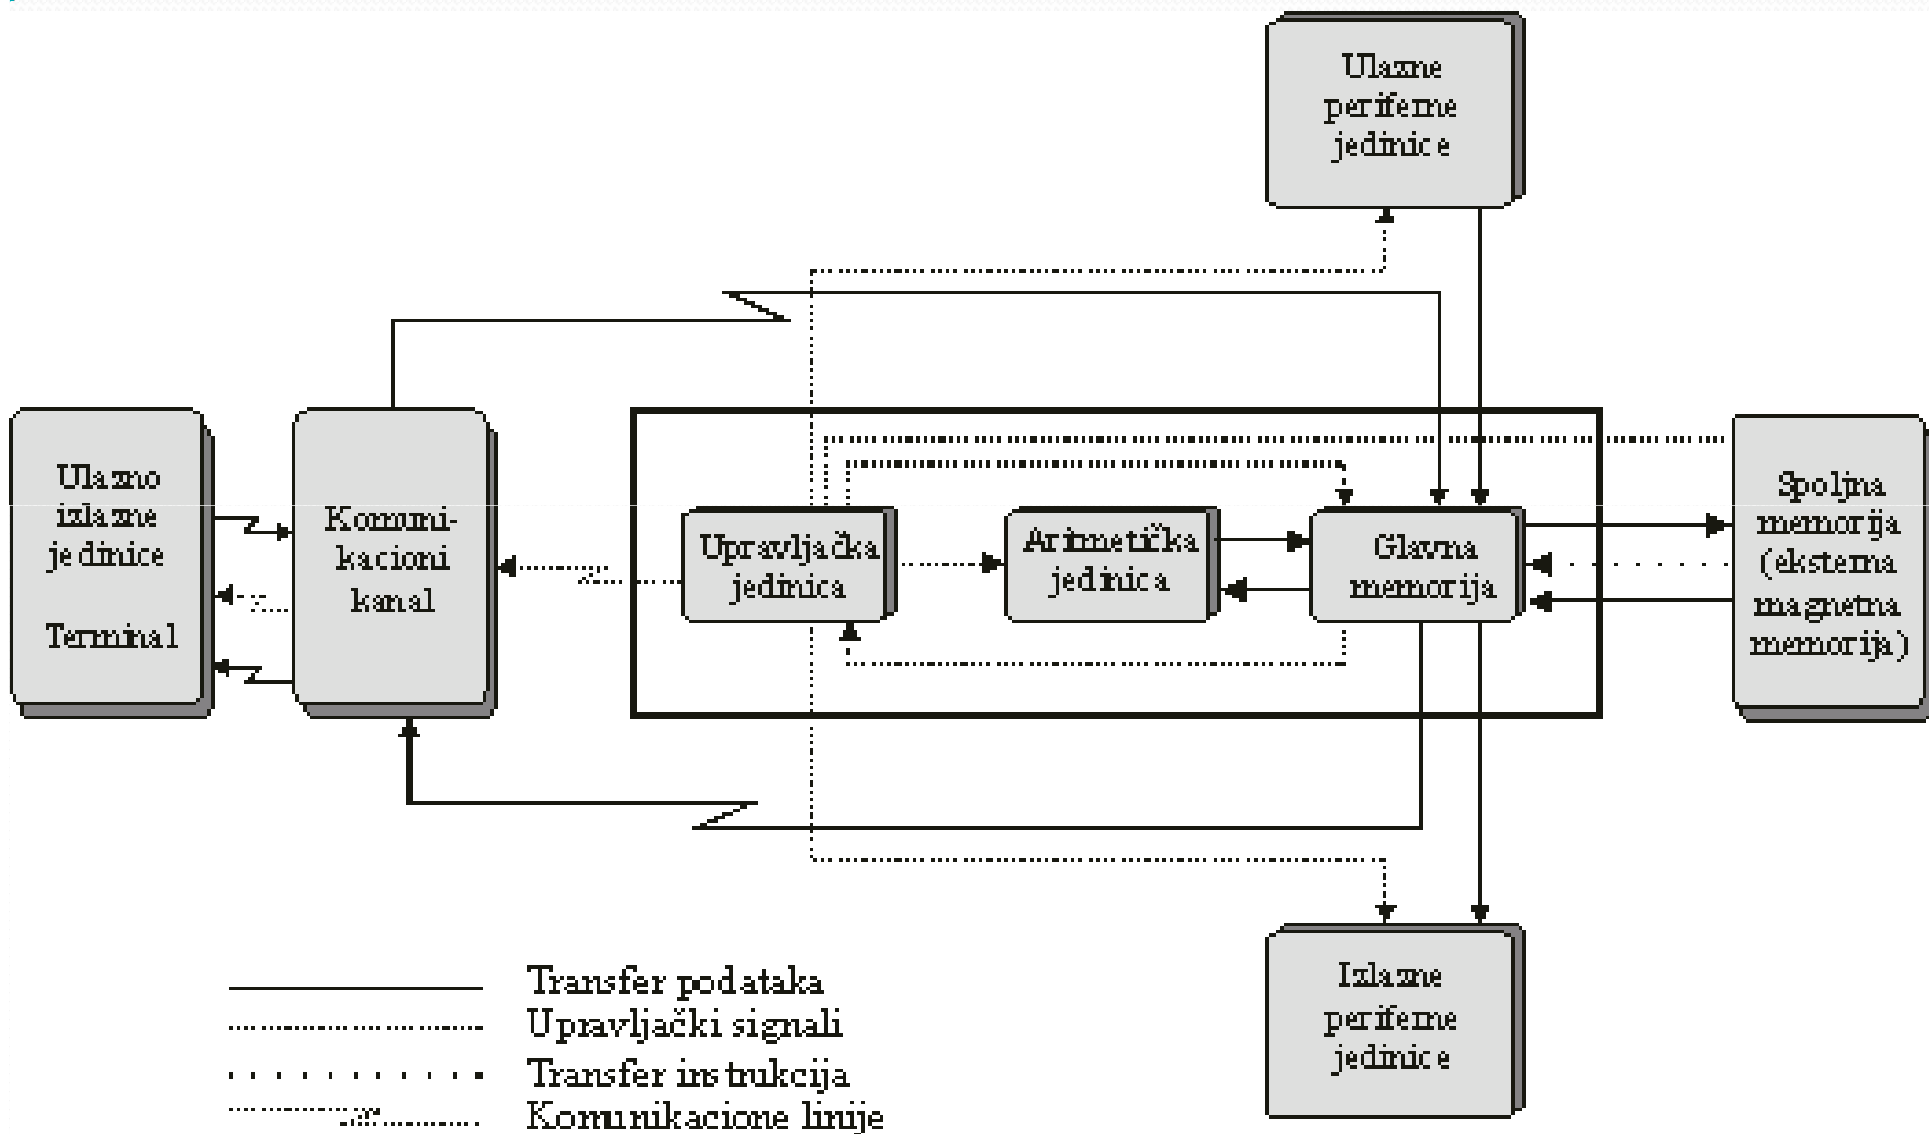 Ulazne
periferne
jedinice
Ulazno
izlazne
jedinice
Terminal
Komuni-
kacioni
kanal
Upravljačka
jedinica
Aritmetička
jedinica
Glavna
memorija
Spoljna
memorija
(eksterna
magnetna
memorija)
Izlazne
periferne
jedinice
Transfer podataka
Upravljački signali
Transfer instrukcija
Komunikacione linije